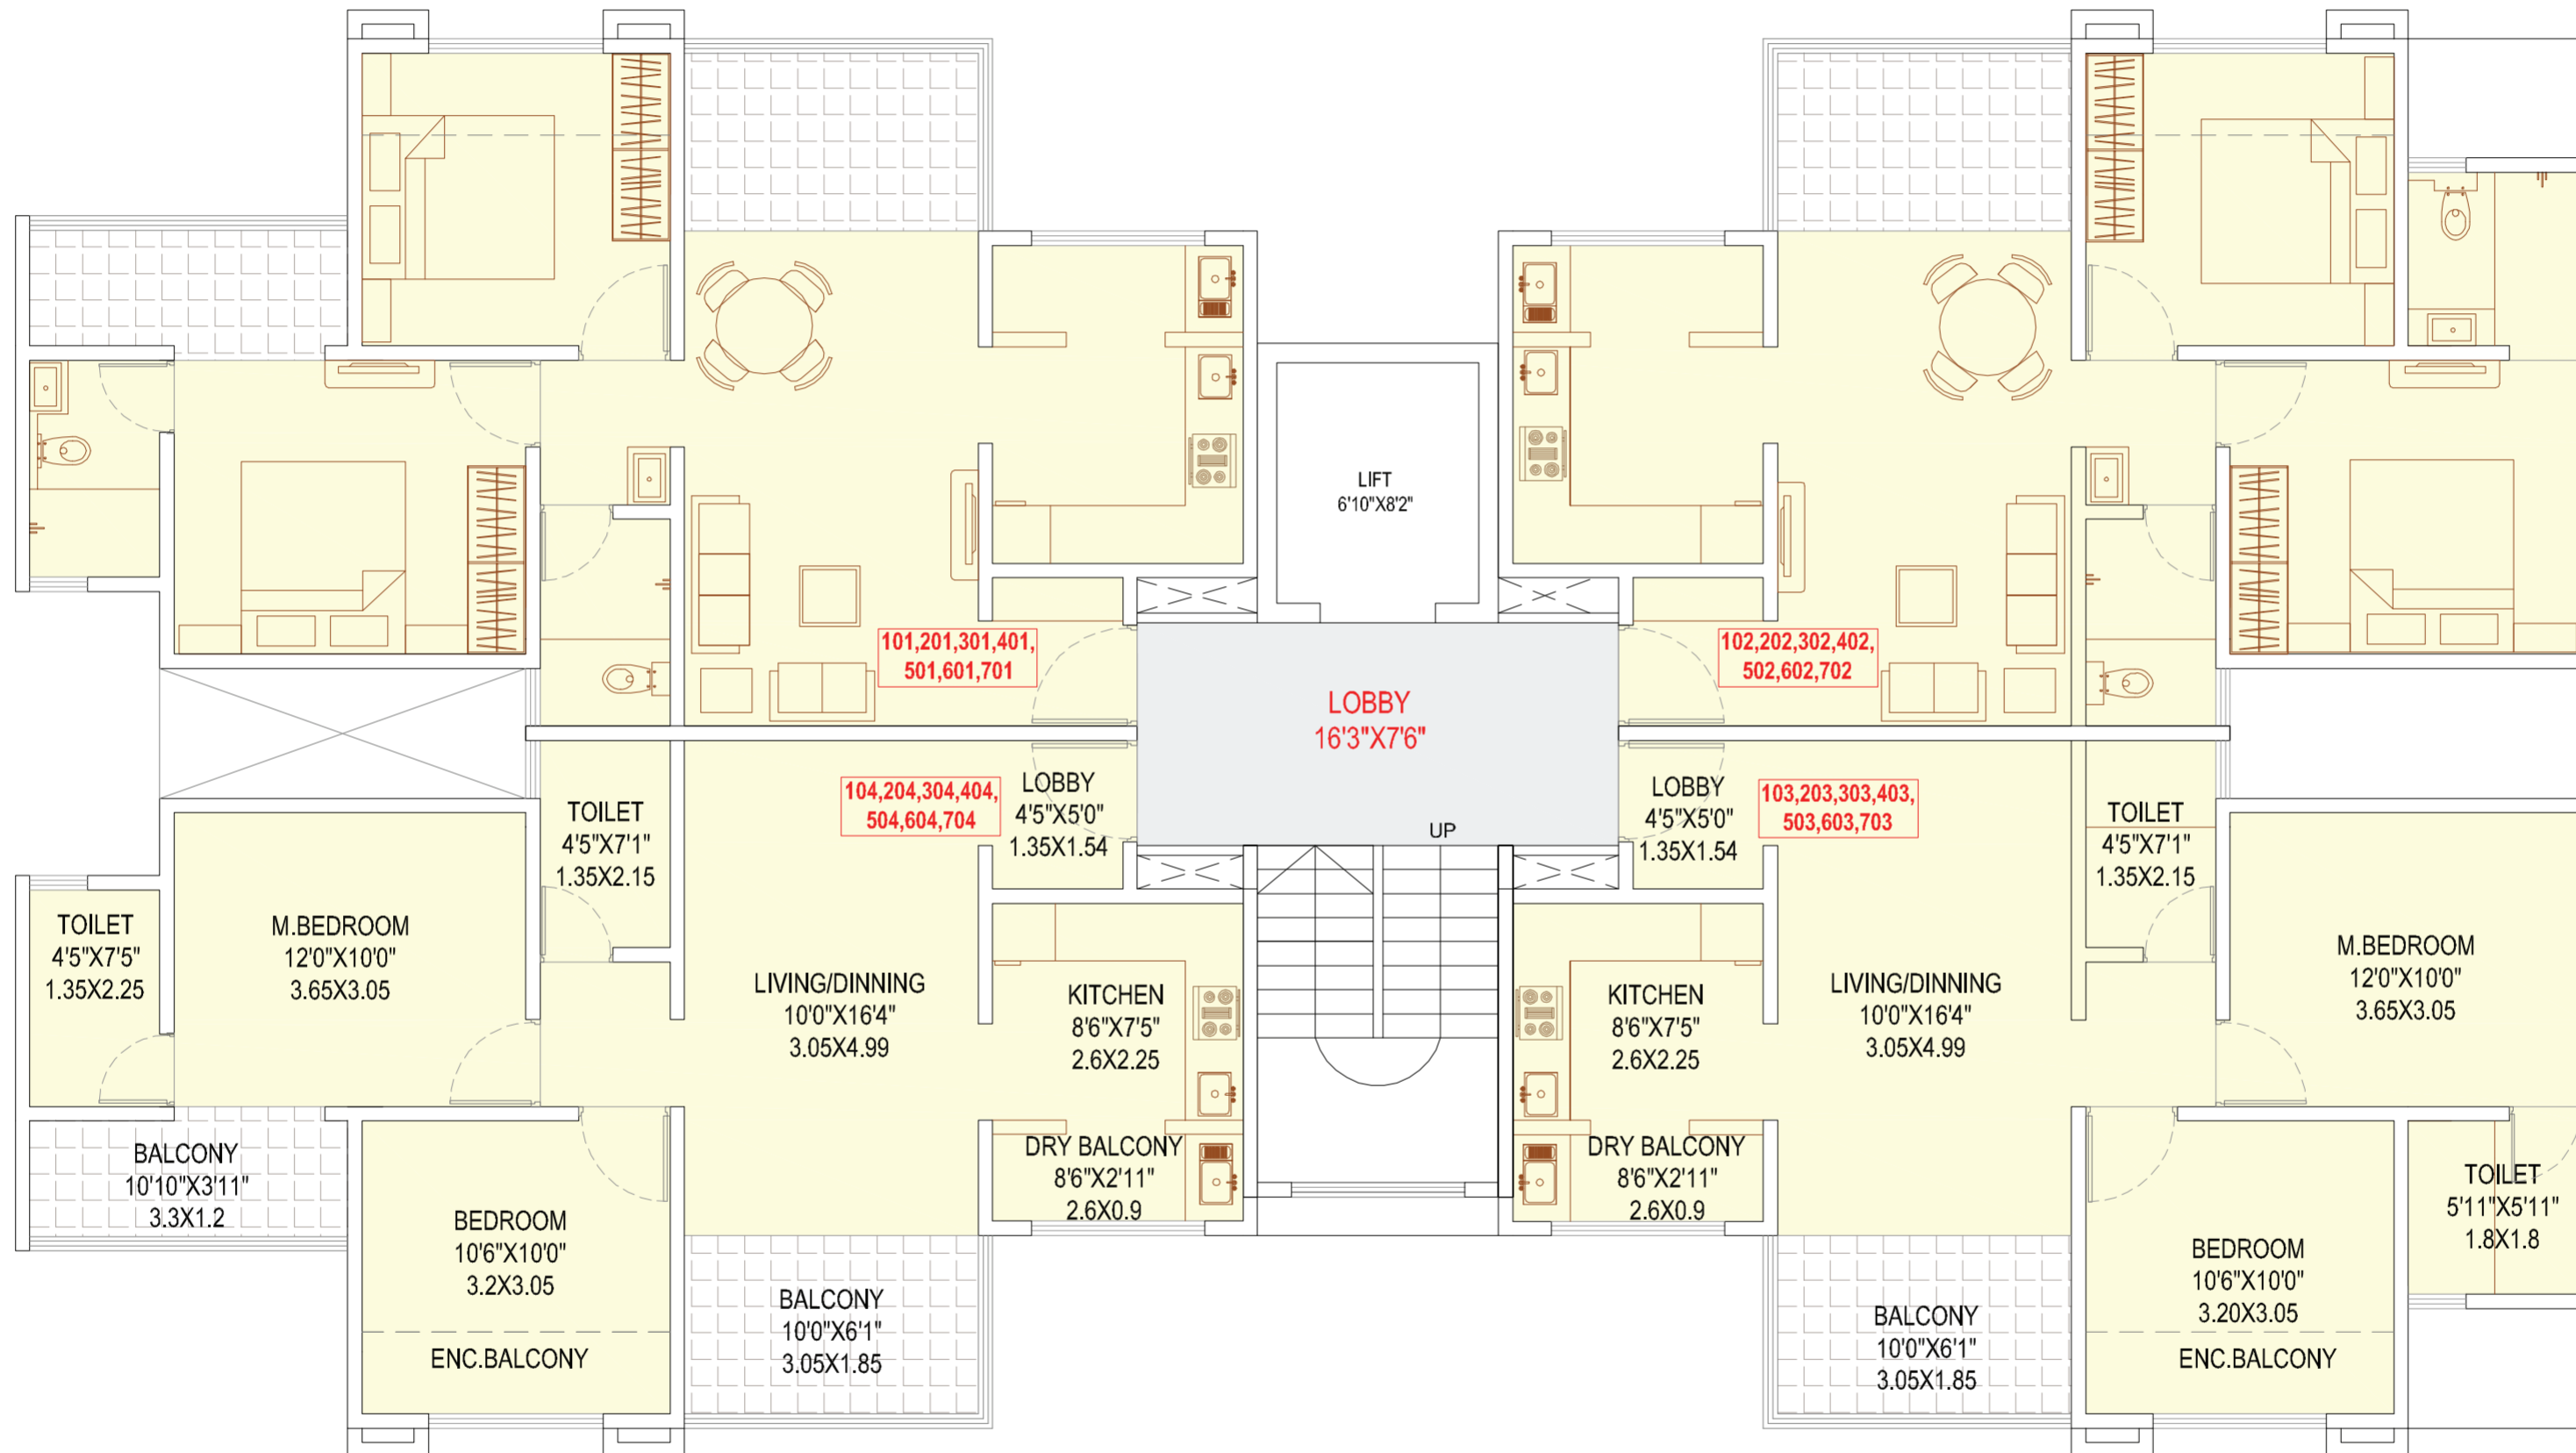 LIFT
6'10"X8'2"
101,201,301,401,
501,601,701
102,202,302,402,
502,602,702
LOBBY
16'3"X7'6"
UP
104,204,304,404,
504,604,704
LOBBY
4'5"X5'0"
1.35X1.54
LOBBY
4'5"X5'0"
1.35X1.54
103,203,303,403,
503,603,703
TOILET
4'5"X7'1"
1.35X2.15
TOILET
4'5"X7'1"
1.35X2.15
TOILET
4'5"X7'5"
1.35X2.25
M.BEDROOM
12'0"X10'0"
3.65X3.05
LIVING/DINNING
10'0"X16'4"
3.05X4.99
KITCHEN
8'6"X7'5"
2.6X2.25
KITCHEN
8'6"X7'5"
2.6X2.25
LIVING/DINNING
10'0"X16'4"
3.05X4.99
M.BEDROOM
12'0"X10'0"
3.65X3.05
BALCONY
10'10"X3'11"
3.3X1.2
DRY BALCONY
8'6"X2'11"
2.6X0.9
DRY BALCONY
8'6"X2'11"
2.6X0.9
TOILET
5'11"X5'11"
1.8X1.8
BEDROOM
10'6"X10'0"
3.2X3.05
ENC.BALCONY
BALCONY
10'0"X6'1"
3.05X1.85
BALCONY
10'0"X6'1"
3.05X1.85
BEDROOM
10'6"X10'0"
3.20X3.05
ENC.BALCONY